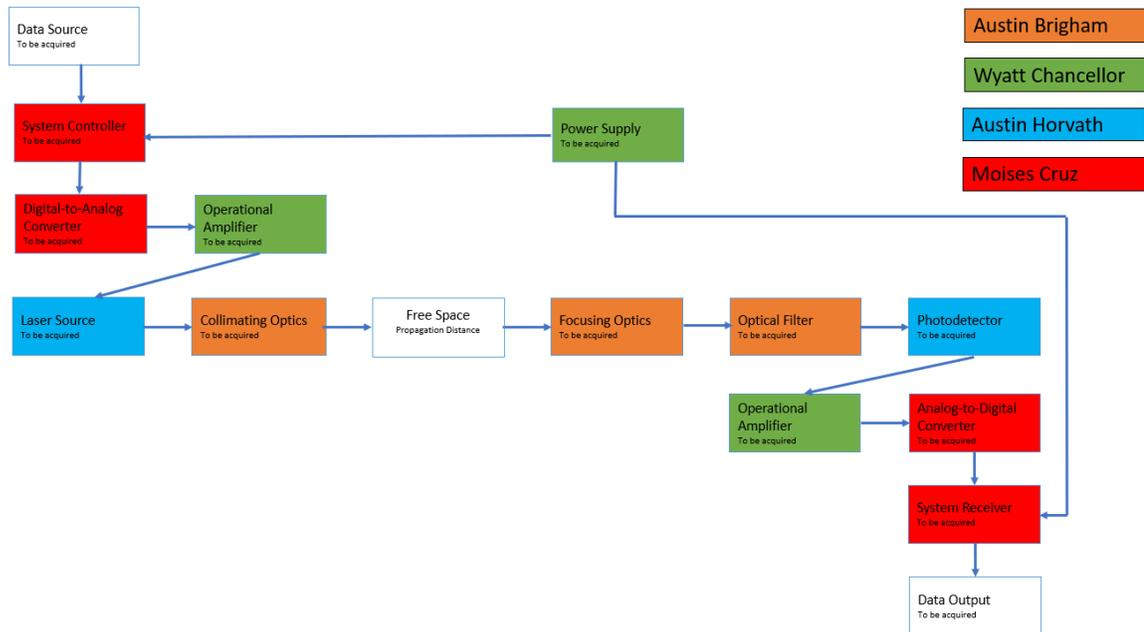 Data Source
To be acquired
Austin Brigham
Wyatt Chancellor
System Controller
To be acquired
Power Supply
To be acquired
Austin Horvath
Moises Cruz
Digital-to-Analog
Converter
To be acquired
Operational
Amplifier
To be acquired
Laser Source
To be acquired
Collimating Optics
To be acquired
Free Space
Propagation Distance
Focusing Optics
To be acquired
Optical Filter
To be acquired
Photodetector
To be acquired
Operational
Amplifier
To be acquired
Analog-to-Digital
Converter
To be acquired
System Receiver
To be acquired
Data Output
To be acquired